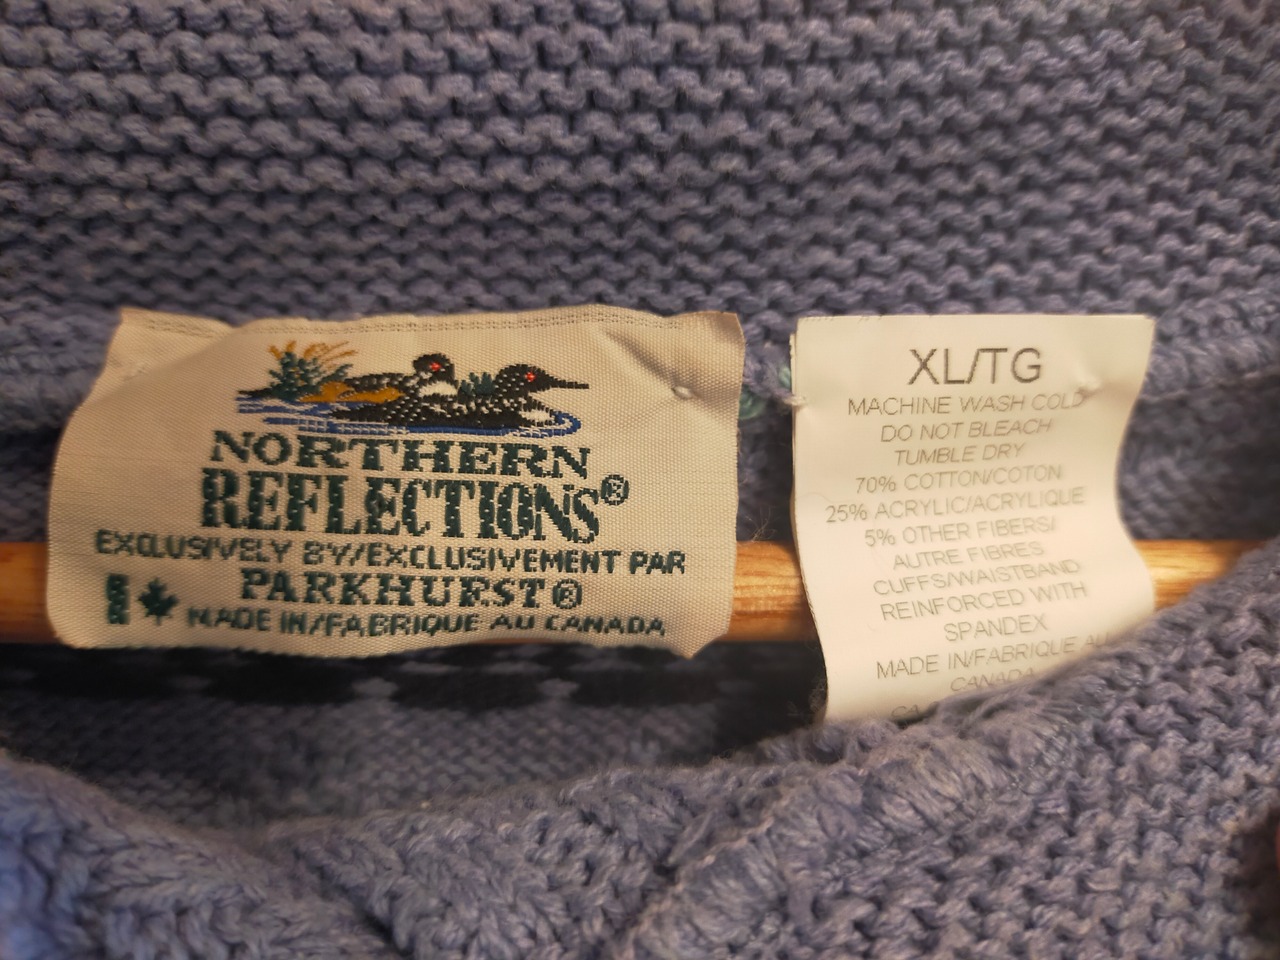 NORTHERN
REFLECTIONS®
EXCLUSIVELY BY/EXCLUSIVEMENT PAR
PARKHURST®
MADE IN/FABRIQUE AU CANADA
XL/TG
MACHINE WASH COLD
DO NOT BLEACH
TUMBLE DRY
70% COTTON/COTON
25% ACRYLIC/ACRYLIQUE
5% OTHER FIBERS/
AUTRE FIBRES
CUFFS/WAISTBAND
REINFORCED WITH
SPANDEX
MADE IN/FABRIQUE AU
CANADA
CA